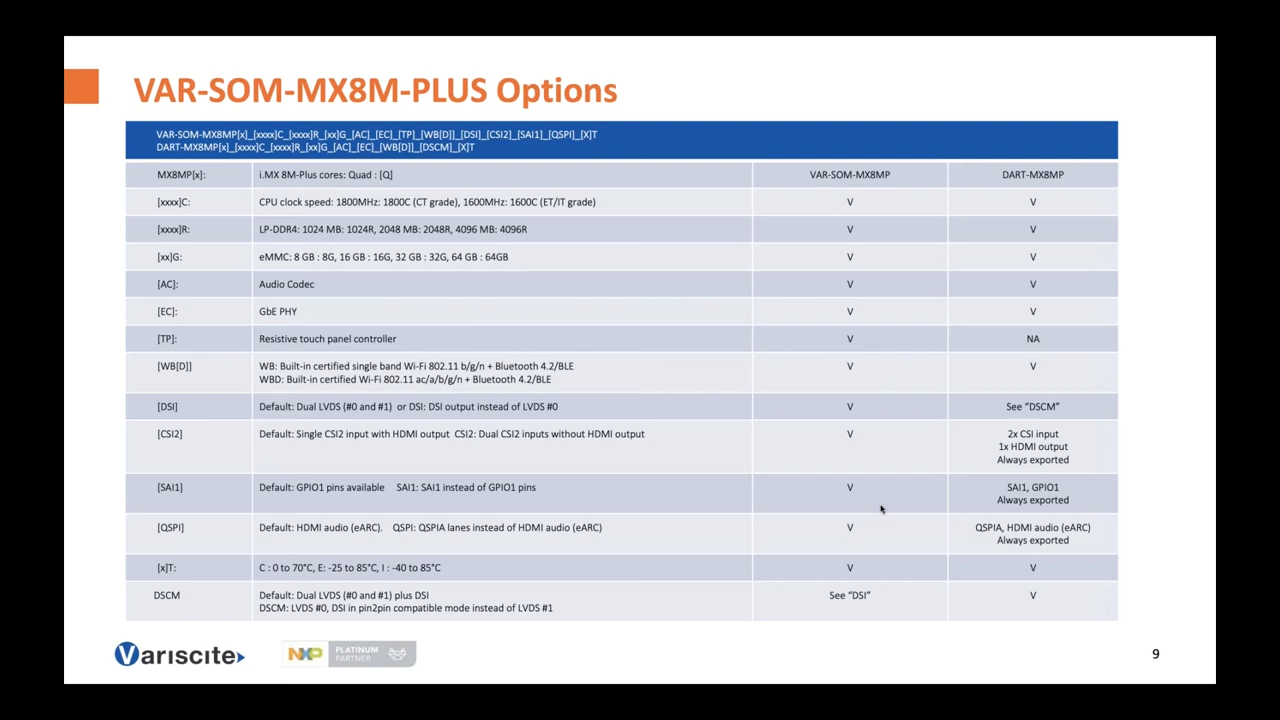 VAR-SOM-MX8M-PLUS Options
VAR-SOM-MX8MP[x]_[xxxx]C_[xxxx]R_[xx]G_[AC]_[EC]_[TP]_[WB[D]]_[DSI]_[CSI2]_[SAI1]_[QSPI]_[X]T
DART-MX8MP[x]_[xxxx]C_[xxxx]R_[xx]G_[AC]_[EC]_[WB[D]]_[DSCM]_[X]T
MX8MP[x]: i.MX 8M-Plus cores: Quad : [Q] VAR-SOM-MX8MP DART-MX8MP
[xxxx]C: CPU clock speed: 1800MHz: 1800C (CT grade), 1600MHz: 1600C (ET/IT grade) V V
[xxxx]R: LP-DDR4: 1024 MB: 1024R, 2048 MB: 2048R, 4096 MB: 4096R V V
[xx]G: eMMC: 8 GB : 8G, 16 GB : 16G, 32 GB : 32G, 64 GB : 64GB V V
[AC]: Audio Codec V V
[EC]: GbE PHY V V
[TP]: Resistive touch panel controller V NA
[WB[D]] WB: Built-in certified single band Wi-Fi 802.11 b/g/n + Bluetooth 4.2/BLE V V
WBD: Built-in certified Wi-Fi 802.11 ac/a/b/g/n + Bluetooth 4.2/BLE
[DSI] Default: Dual LVDS (#0 and #1) or DSI: DSI output instead of LVDS #0 V See “DSCM”
[CSI2] Default: Single CSI2 input with HDMI output CSI2: Dual CSI2 inputs without HDMI output V 2x CSI input
1x HDMI output
Always exported
[SAI1] Default: GPIO1 pins available SAI1: SAI1 instead of GPIO1 pins V SAI1, GPIO1
Always exported
[QSPI] Default: HDMI audio (eARC). QSPI: QSPIA lanes instead of HDMI audio (eARC) V QSPIA, HDMI audio (eARC)
Always exported
[x]T: C : 0 to 70°C, E: -25 to 85°C, I : -40 to 85°C V V
DSCM Default: Dual LVDS (#0 and #1) plus DSI See “DSI” V
DSCM: LVDS #0, DSI in pin2pin compatible mode instead of LVDS #1
Variscite
NXP PLATINUM
PARTNER
9